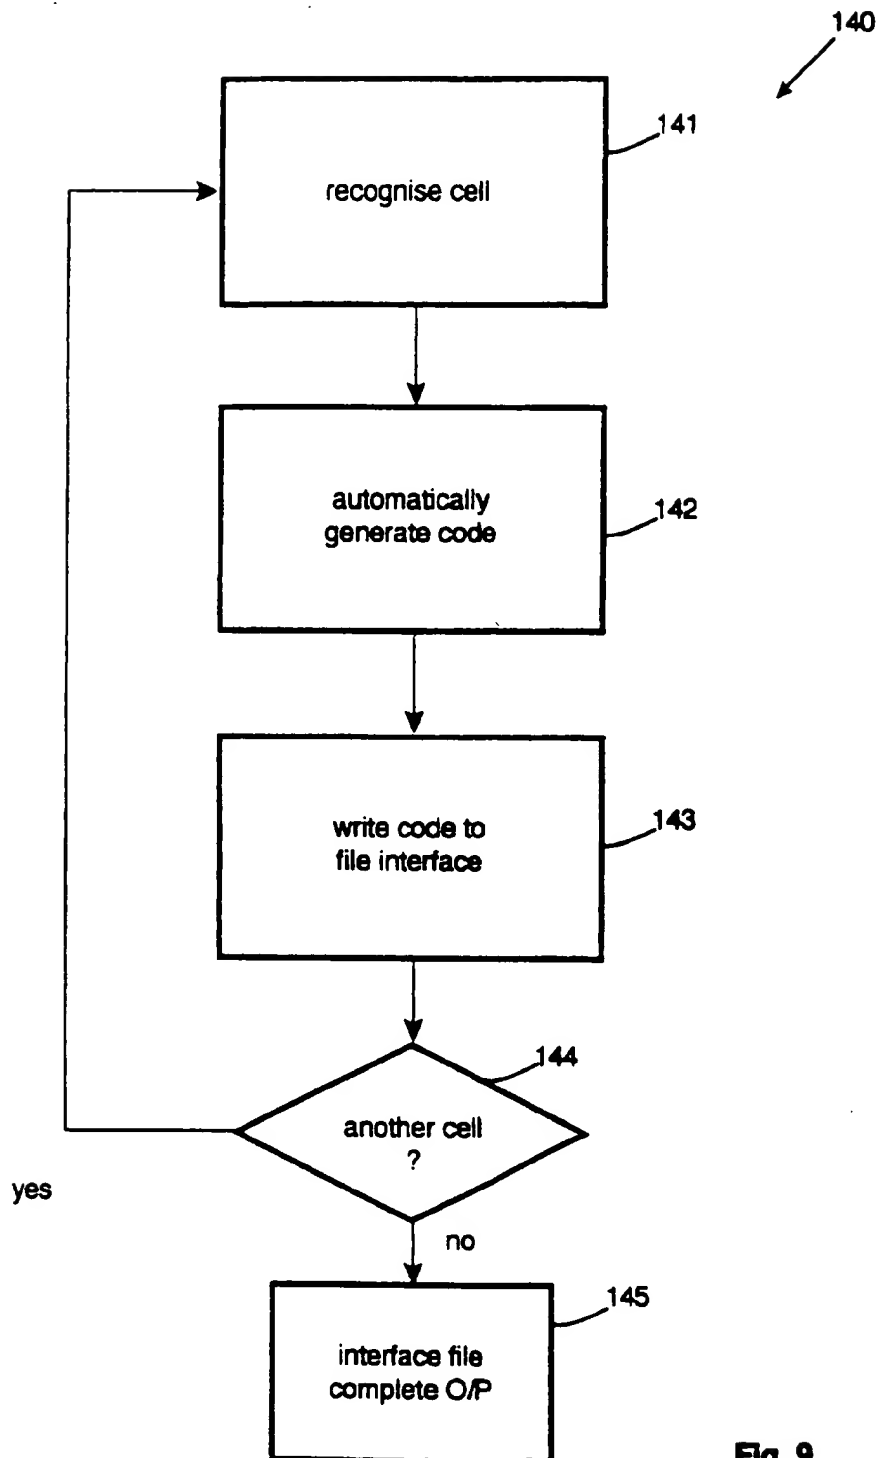 140
141
recognise cell
automatically
generate code
142
write code to
file interface
143
144
another cell
?
yes
no
145
interface file
complete O/P
Fig. 9